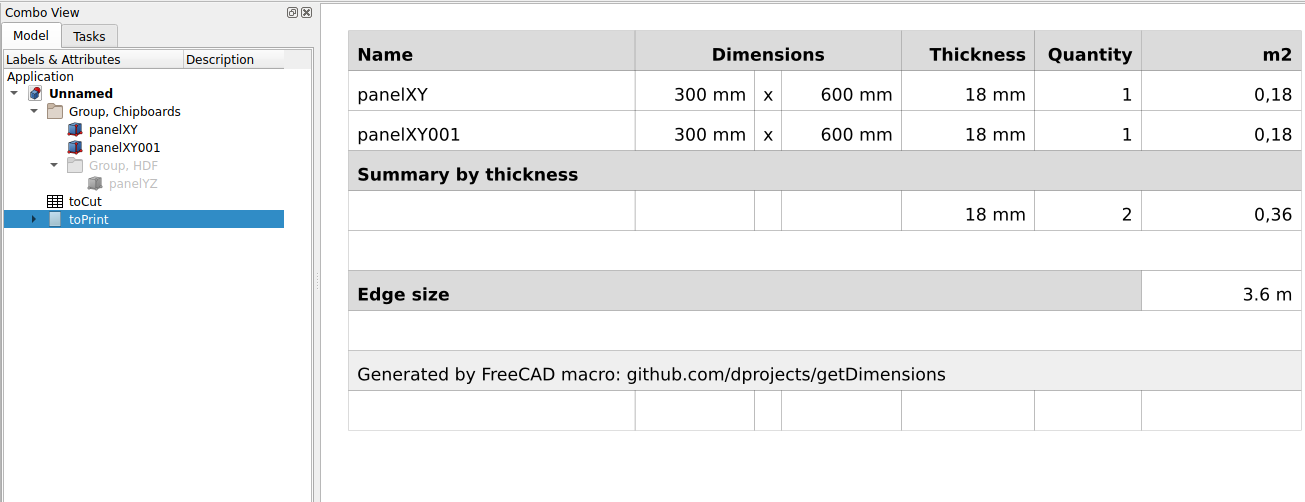 Combo View
Model Tasks
Labels & Attributes Description
Application
Unnamed
Group, Chipboards
panelXY
panelXY001
Group, HDF
panelYZ
toCut
toPrint
Name Dimensions Thickness Quantity m2
panelXY 300 mm x 600 mm 18 mm 1 0,18
panelXY001 300 mm x 600 mm 18 mm 1 0,18
Summary by thickness
18 mm 2 0,36
Edge size 3.6 m
Generated by FreeCAD macro: github.com/dprojects/getDimensions